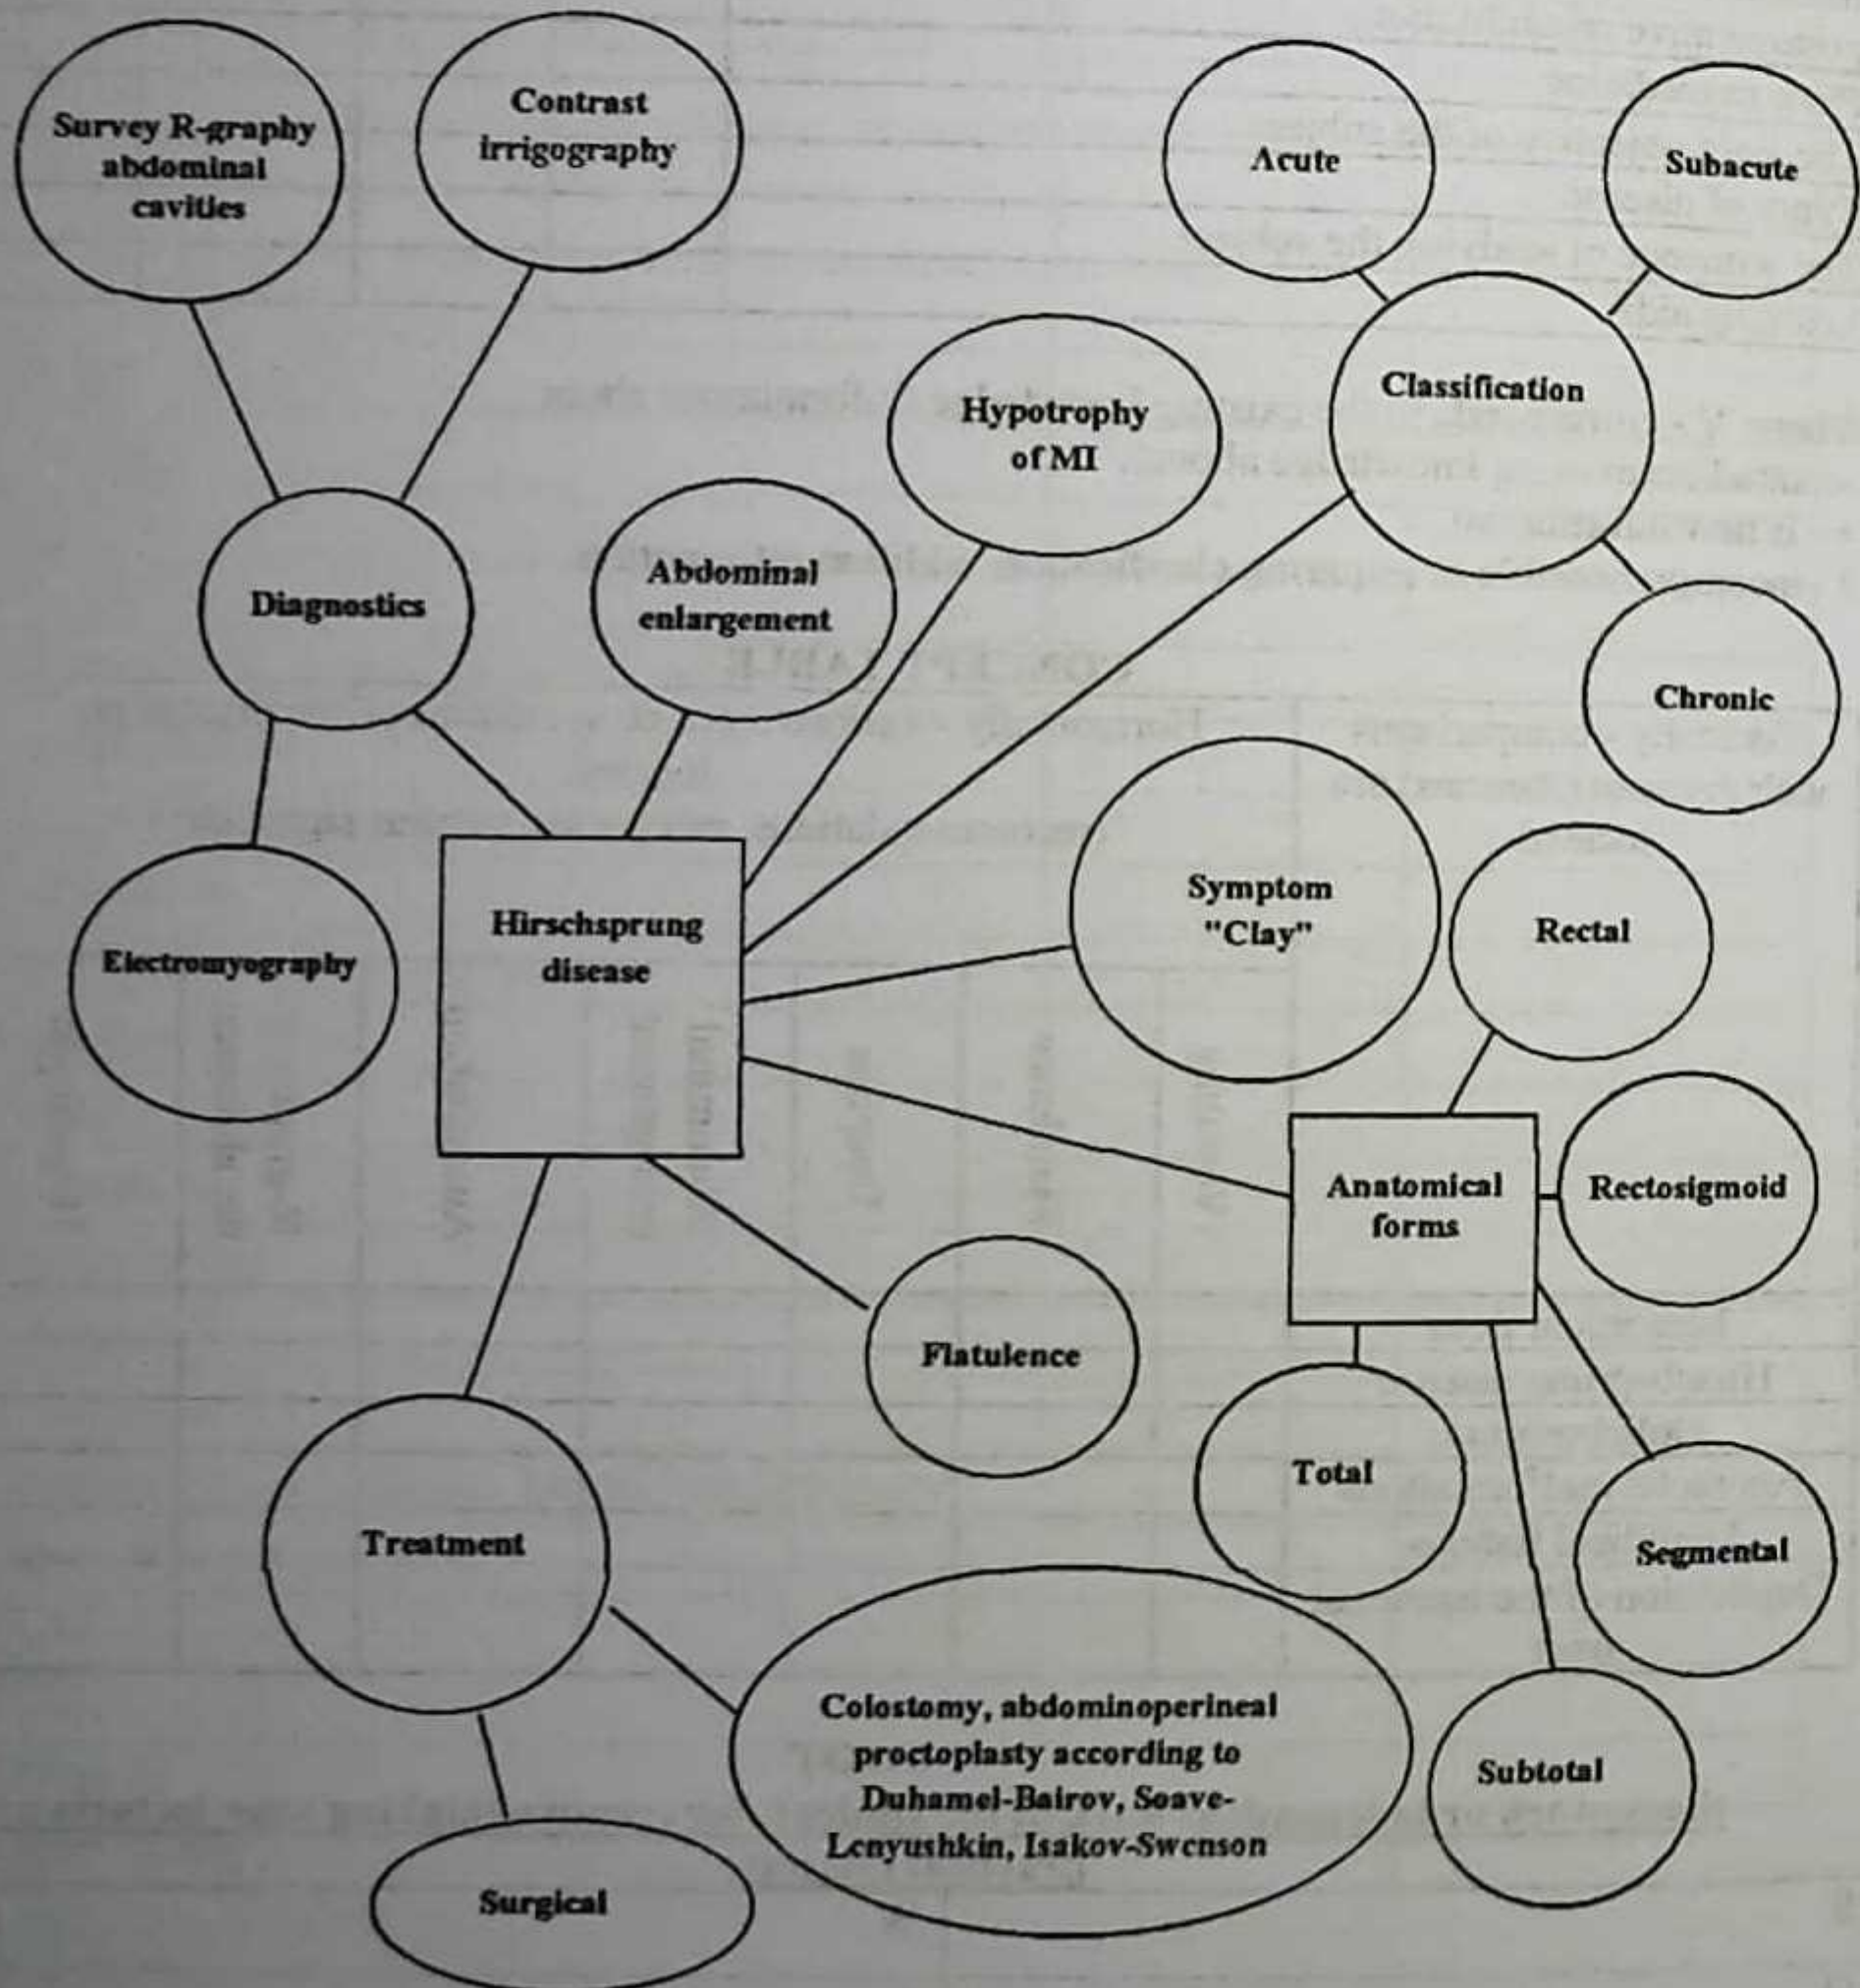 Survey R-graphy
abdominal
cavities
Contrast
irrigography
Acute
Subacute
Classification
Hypotrophy
of MI
Diagnostics
Abdominal
enlargement
Chronic
Symptom
"Clay"
Rectal
Hirschsprung
disease
Electromyography
Anatomical
forms
Rectosigmoid
Flatulence
Total
Treatment
Segmental
Colostomy, abdominoperineal
proctoplasty according to
Duhamel-Bairov, Soave-
Lenyushkin, Isakov-Swenson
Subtotal
Surgical